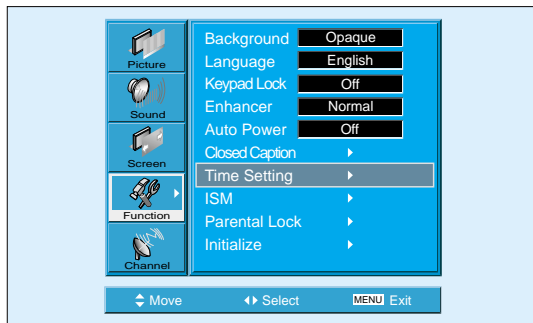 Picture
Sound
Screen
Function
Channel
Background Opaque
Language English
Keypad Lock Off
Enhancer Normal
Auto Power Off
Closed Caption
Time Setting
ISM
Parental Lock
Initialize
Move Select MENU Exit